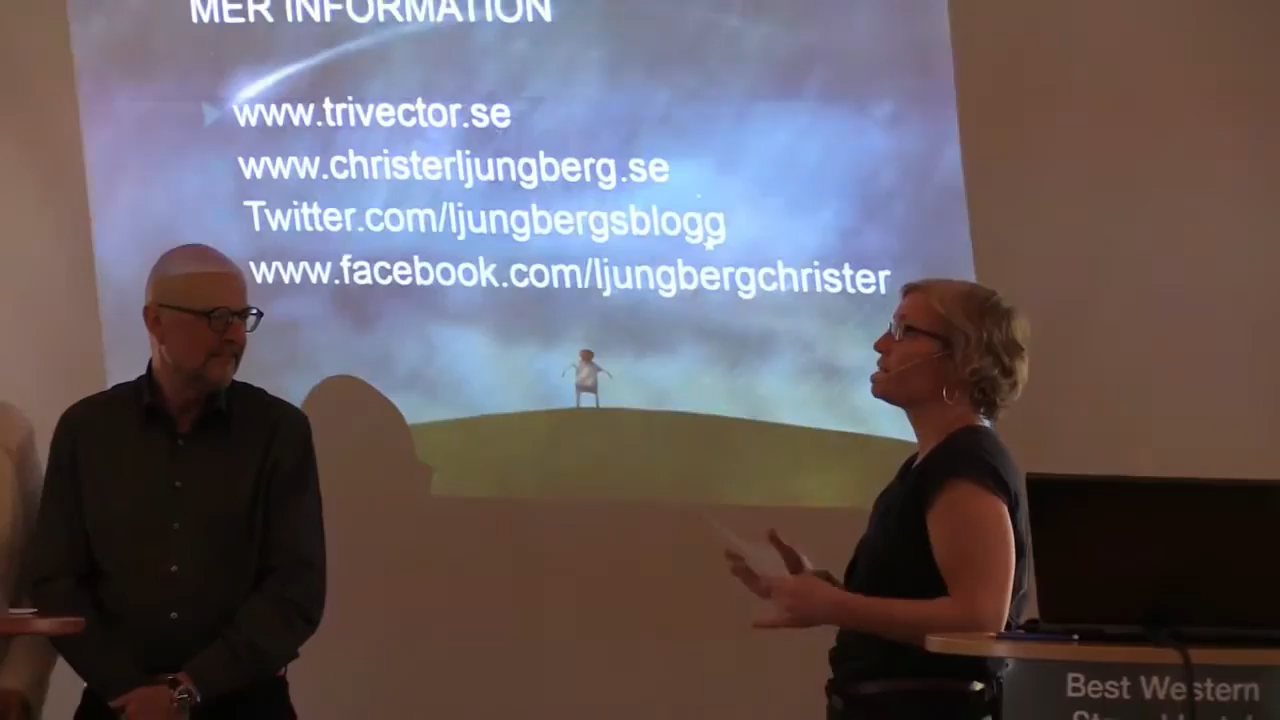 MER INFORMATION
www.trivector.se
www.christerljungberg.se
Twitter.com/ljungbergsblogg
www.facebook.com/ljungbergchrister
Best Western